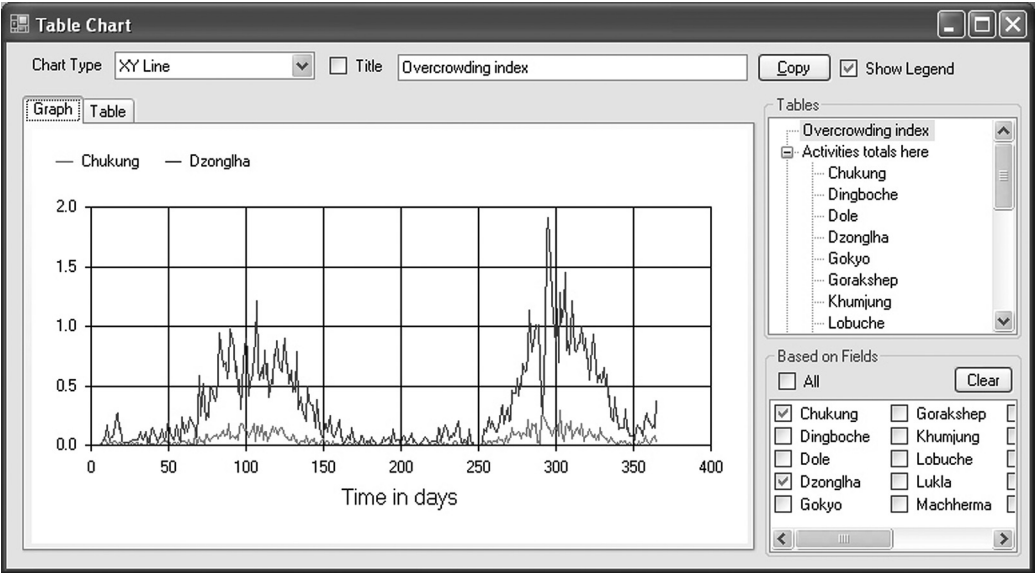 Table Chart
Chart Type XY Line Title Overcrowding index Copy Show Legend
Graph Table
Chukung Dzonglha
2.0
1.5
1.0
0.5
0.0
0 50 100 150 200 250 300 350 400
Time in days
Tables
Overcrowding index
Activities totals here
Chukung
Dingboche
Dole
Dzonglha
Gokyo
Gorakshep
Khumjung
Lobuche
Based on Fields
All Clear
Chukung Gorakshep
Dingboche Khumjung
Dole Lobuche
Dzonglha Lukla
Gokyo Machherma